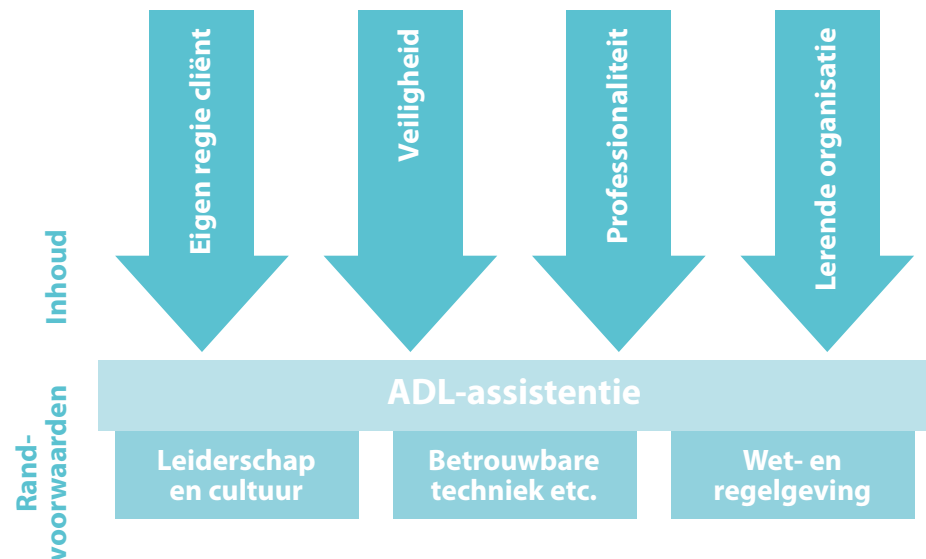 Inhoud
Eigen regie cliënt
Veiligheid
Professionaliteit
Lerende organisatie
ADL-assistentie
Rand-
voorwaarden
Leiderschap
en cultuur
Betrouwbare
techniek etc.
Wet- en
regelgeving